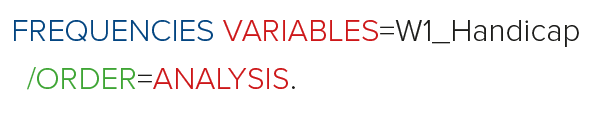 FREQUENCIES VARIABLES=W1_Handicap
/ORDER=ANALYSIS.